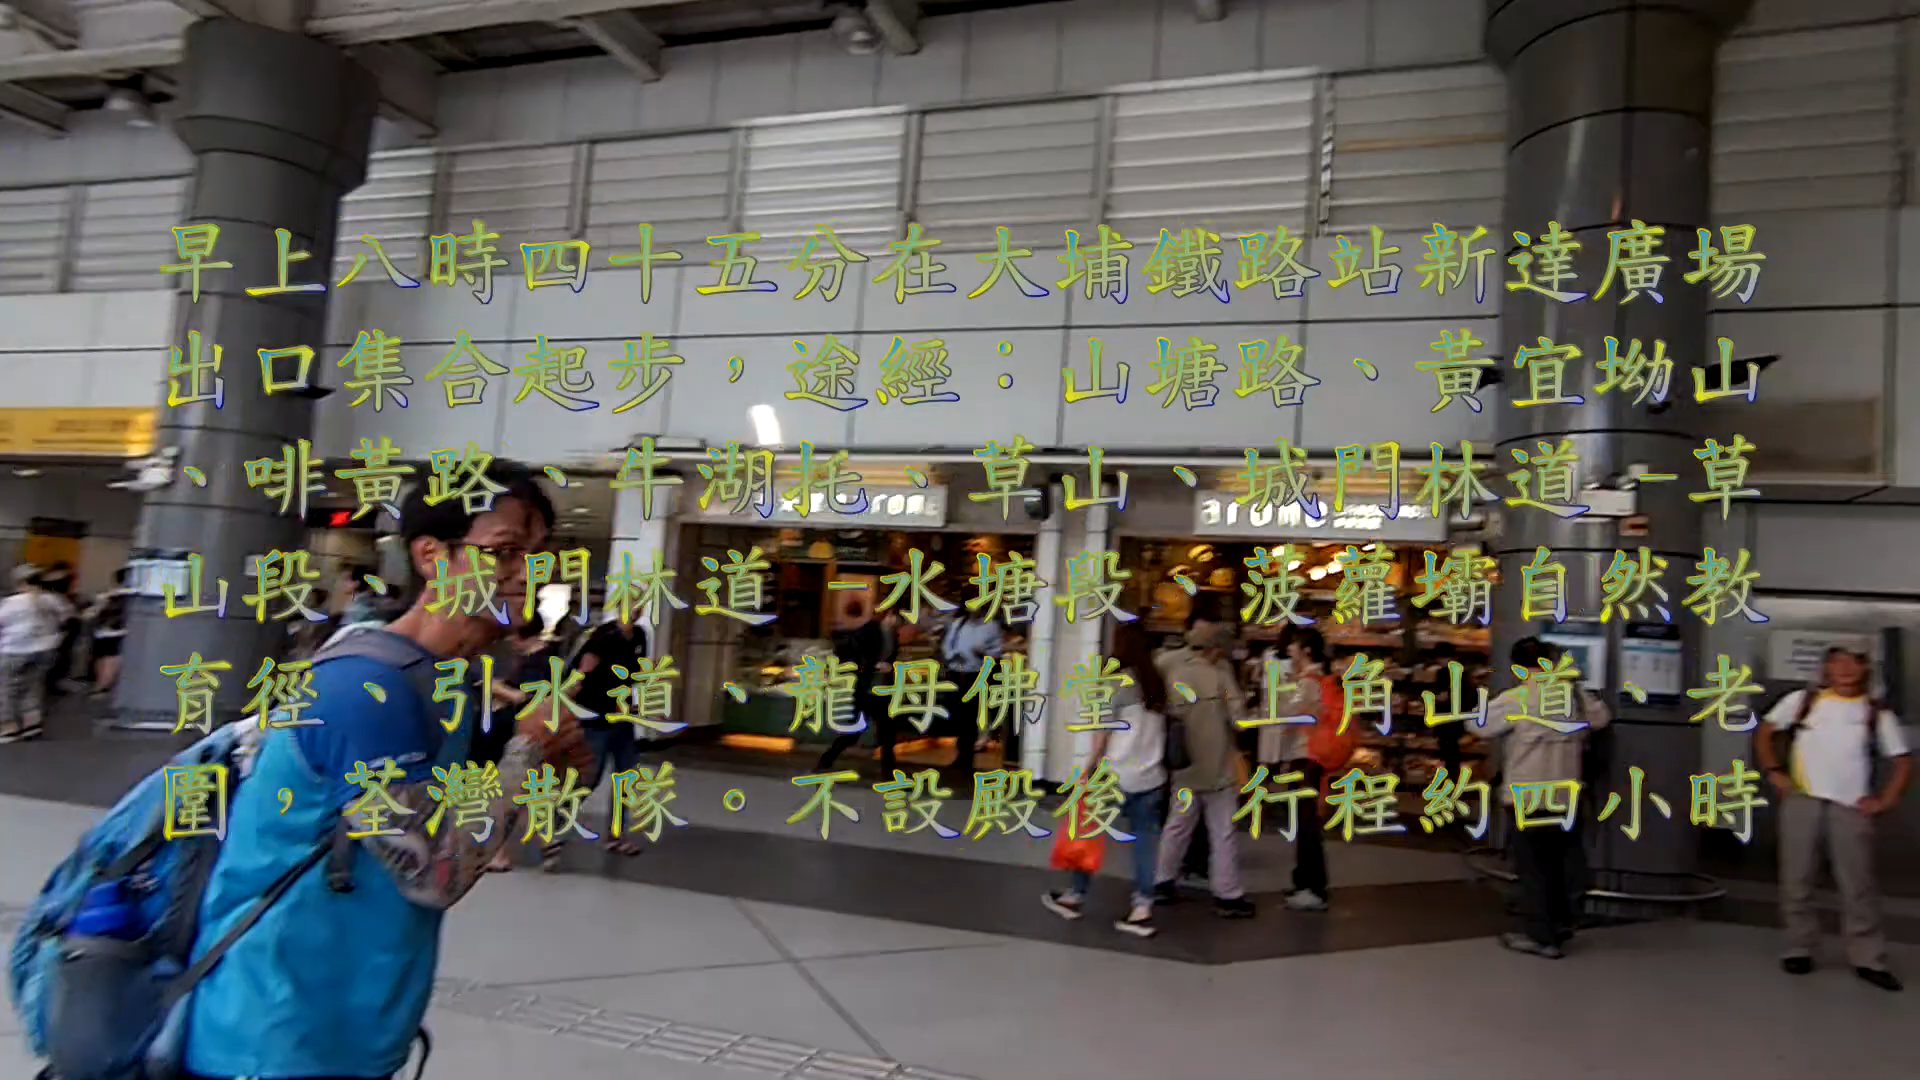 早上八時四十五分在大埔鐵路站新達廣場
出口集合起步，途經：山塘路、黃宜坳山
、啡黃路、牛湖托、草山、城門林道-草
山段、城門林道-水塘段、菠蘿壩自然教
育徑、引水道、龍母佛堂、上角山道、老
圍，荃灣散隊。不設殿後，行程約四小時
arome